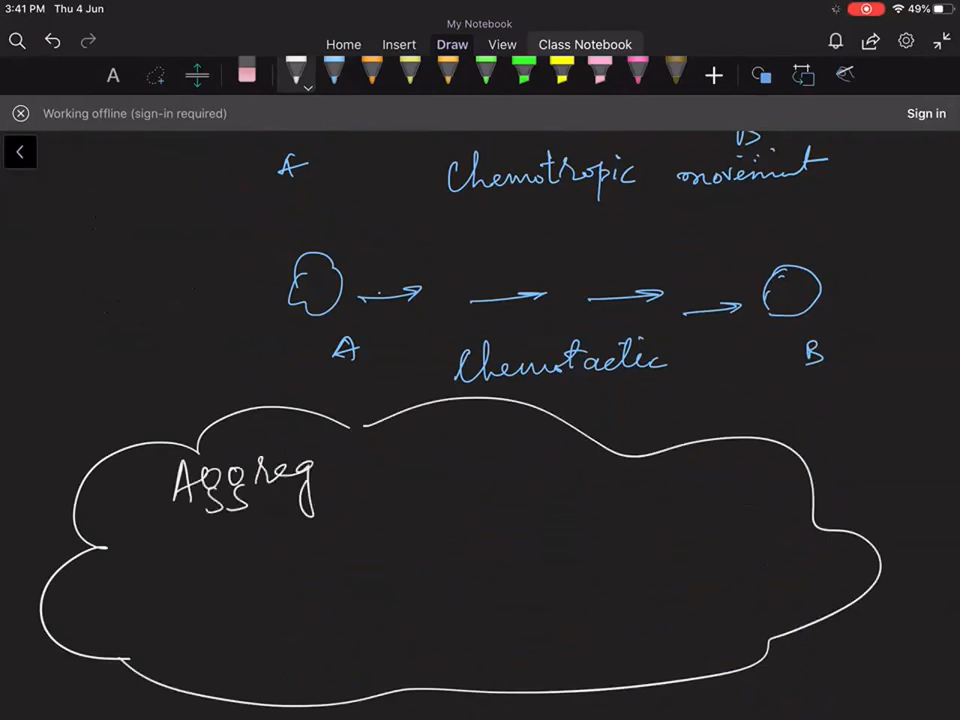 3:41 PM Thu 4 Jun
49%
My Notebook
Home Insert Draw View Class Notebook
A
Working offline (sign-in required) Sign in
B
A Chemotropic movement
A B
Chemotactic
Aggreg